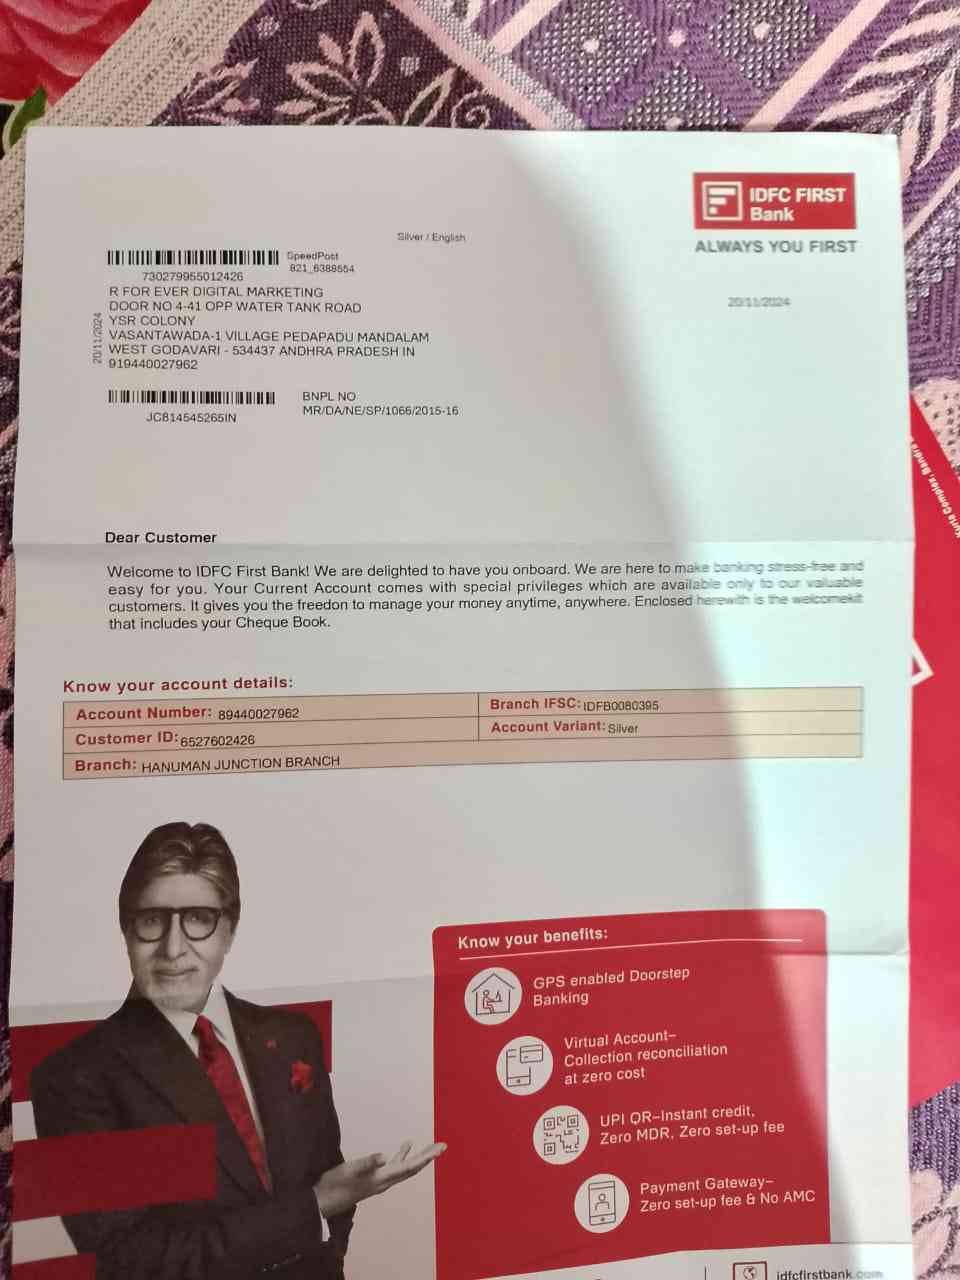 IDFC FIRST
Bank
ALWAYS YOU FIRST
Silver / English
SpeedPost
821_6388554
730279955012426
20/11/2024
R FOR EVER DIGITAL MARKETING
DOOR NO 4-41 OPP WATER TANK ROAD
YSR COLONY
VASANTAWADA-1 VILLAGE PEDAPADU MANDALAM
WEST GODAVARI - 534437 ANDHRA PRADESH IN
919440027962
20/11/2024
BNPL NO
MR/DA/NE/SP/1066/2015-16
JC814545265IN
Dear Customer
Welcome to IDFC First Bank! We are delighted to have you onboard. We are here to make banking stress-free and
easy for you. Your Current Account comes with special privileges which are available only to our valuable
customers. It gives you the freedon to manage your money anytime, anywhere. Enclosed herewith is the welcomekit
that includes your Cheque Book.
Know your account details:
Account Number: 89440027962
Branch IFSC: IDFB0080395
Customer ID: 6527602426
Account Variant: Silver
Branch: HANUMAN JUNCTION BRANCH
Know your benefits:
GPS enabled Doorstep
Banking
Virtual Account–
Collection reconciliation
at zero cost
UPI QR–Instant credit,
Zero MDR, Zero set-up fee
Payment Gateway–
Zero set-up fee & No AMC
idfcfirstbank.com
Complex, Bandra